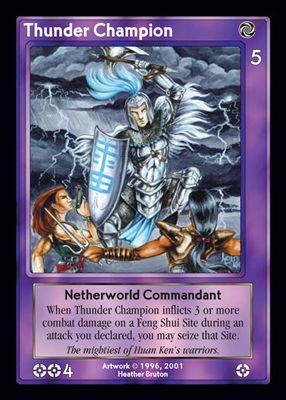 Thunder Champion
5
Netherworld Commandant
When Thunder Champion inflicts 3 or more
combat damage on a Feng Shui Site during an
attack you declared, you may seize that Site.
The mightiest of Huan Ken's warriors.
4
Artwork © 1996, 2001
Heather Bruton